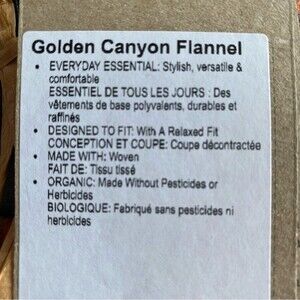 Golden Canyon Flannel
• EVERYDAY ESSENTIAL: Stylish, versatile &
comfortable
ESSENTIEL DE TOUS LES JOURS : Des
vêtements de base polyvalents, durables et
raffinés
• DESIGNED TO FIT: With A Relaxed Fit
CONCEPTION ET COUPE: Coupe décontractée
• MADE WITH: Woven
FAIT DE: Tissu tissé
• ORGANIC: Made Without Pesticides or
Herbicides
BIOLOGIQUE: Fabriqué sans pesticides ni
herbicides